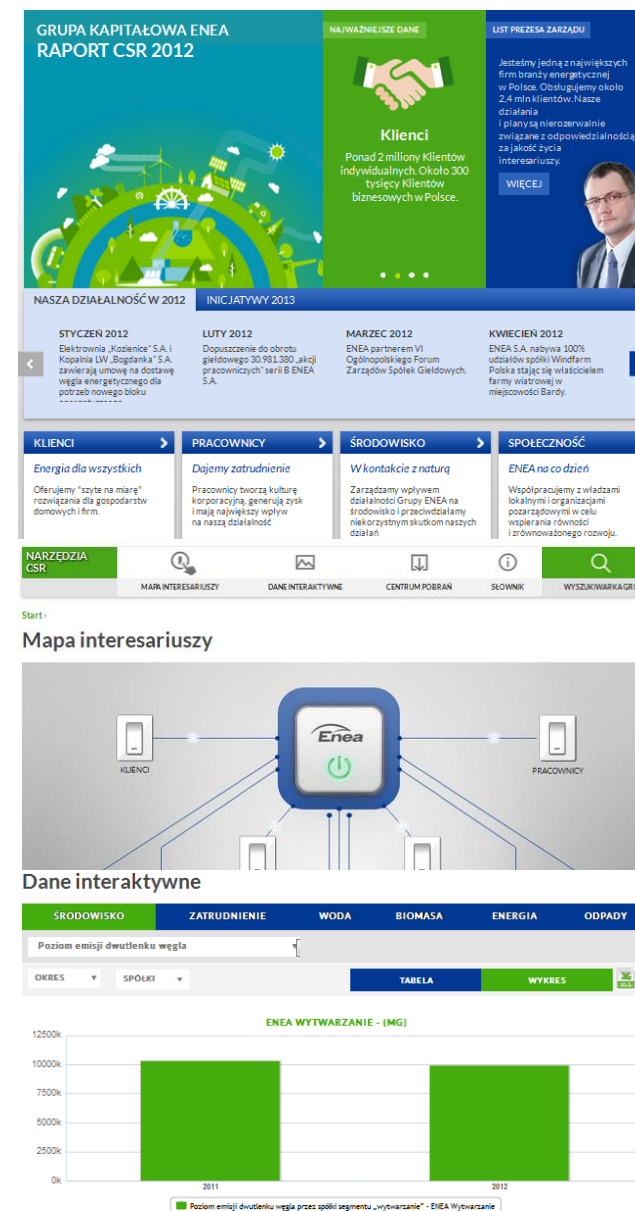 GRUPA KAPITAŁOWA ENEA
RAPORT CSR 2012
NAJWAŻNIEJSZE DANE
Klienci
Ponad 2 miliony Klientów
indywidualnych. Około 300
tysięcy Klientów
biznesowych w Polsce.
LIST PREZESA ZARZĄDU
Jesteśmy jedną z największych
firm branży energetycznej
w Polsce. Obsługujemy około
2,4 mln klientów. Nasze
działania
i plany są nierozerwalnie
związane z odpowiedzialnością
za jakość życia
interesariuszy.
WIĘCEJ
NASZA DZIAŁALNOŚĆ W 2012
INICJATYWY 2013
STYCZEŃ 2012
Elektrownia „Kozienice" S.A. i
Kopalnia LW „Bogdanka" S.A.
zawierają umowę na dostawę
węgla energetycznego dla
potrzeb nowego bloku
LUTY 2012
Dopuszczenie do obrotu
giełdowego 30.981.380 „akcji
pracowniczych" serii B ENEA
S.A.
MARZEC 2012
ENEA partnerem VI
Ogólnopolskiego Forum
Zarządów Spółek Giełdowych.
KWIECIEŃ 2012
ENEA S.A. nabywa 100%
udziałów spółki Windfarm
Polska stając się właścicielem
farmy wiatrowej w
miejscowości Bardy.
KLIENCI
Energia dla wszystkich
Oferujemy "szyte na miarę"
rozwiązania dla gospodarstw
domowych i firm.
PRACOWNICY
Dajemy zatrudnienie
Pracownicy tworzą kulturę
korporacyjną, generują zysk
i mają największy wpływ
na naszą działalność
ŚRODOWISKO
W kontakcie z naturą
Zarządzamy wpływem
działalności Grupy ENEA na
środowisko i przeciwdziałamy
niekorzystnym skutkom naszych
działań
SPOŁECZNOŚĆ
ENEA na co dzień
Współpracujemy z władzami
lokalnymi i organizacjami
pozarządowymi w celu
wspierania równości
i zrównoważonego rozwoju.
NARZĘDZIA
CSR
MAPA INTERESARIUSZY
DANE INTERAKTYWNE
CENTRUM POBRAŃ
SŁOWNIK
WYSZUKIWARKA GRI
Start ›
Mapa interesariuszy
Enea
KLIENCI
PRACOWNICY
Dane interaktywne
ŚRODOWISKO ZATRUDNIENIE WODA BIOMASA ENERGIA ODPADY
Poziom emisji dwutlenku węgla
OKRES SPÓŁKI TABELA WYKRES XLS
ENEA WYTWARZANIE - (MG)
12500k
10000k
7500k
5000k
2500k
0k
2011 2012
Poziom emisji dwutlenku węgla przez spółki segmentu „wytwarzanie" - ENEA Wytwarzanie